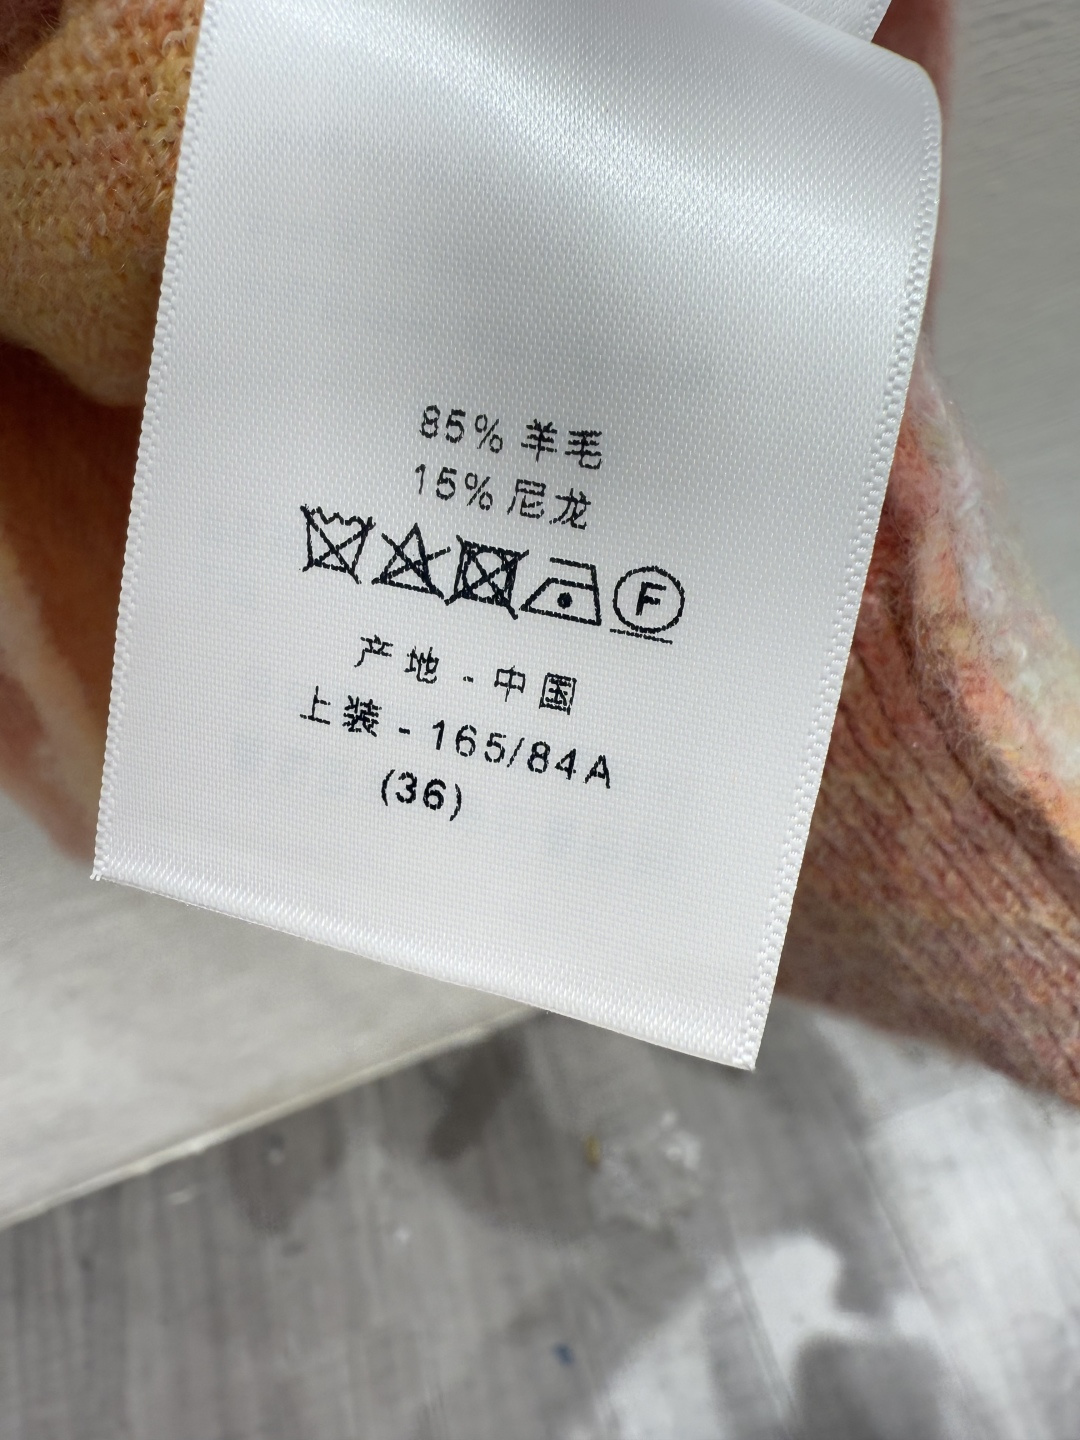 85% 羊毛
15% 尼龙
F
产地 - 中国
上装 - 165/84A
(36)